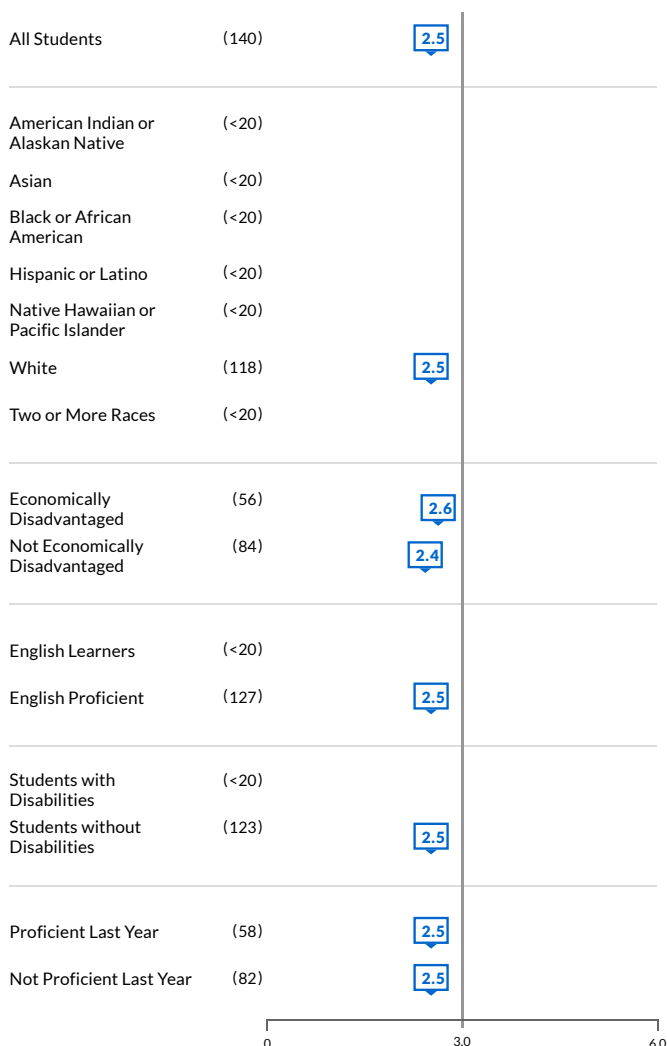 All Students (140) 2.5
American Indian or (<20)
Alaskan Native
Asian (<20)
Black or African (<20)
American
Hispanic or Latino (<20)
Native Hawaiian or (<20)
Pacific Islander
White (118) 2.5
Two or More Races (<20)
Economically (56) 2.6
Disadvantaged
Not Economically (84) 2.4
Disadvantaged
English Learners (<20)
English Proficient (127) 2.5
Students with (<20)
Disabilities
Students without (123) 2.5
Disabilities
Proficient Last Year (58) 2.5
Not Proficient Last Year (82) 2.5
0 3.0 6.0